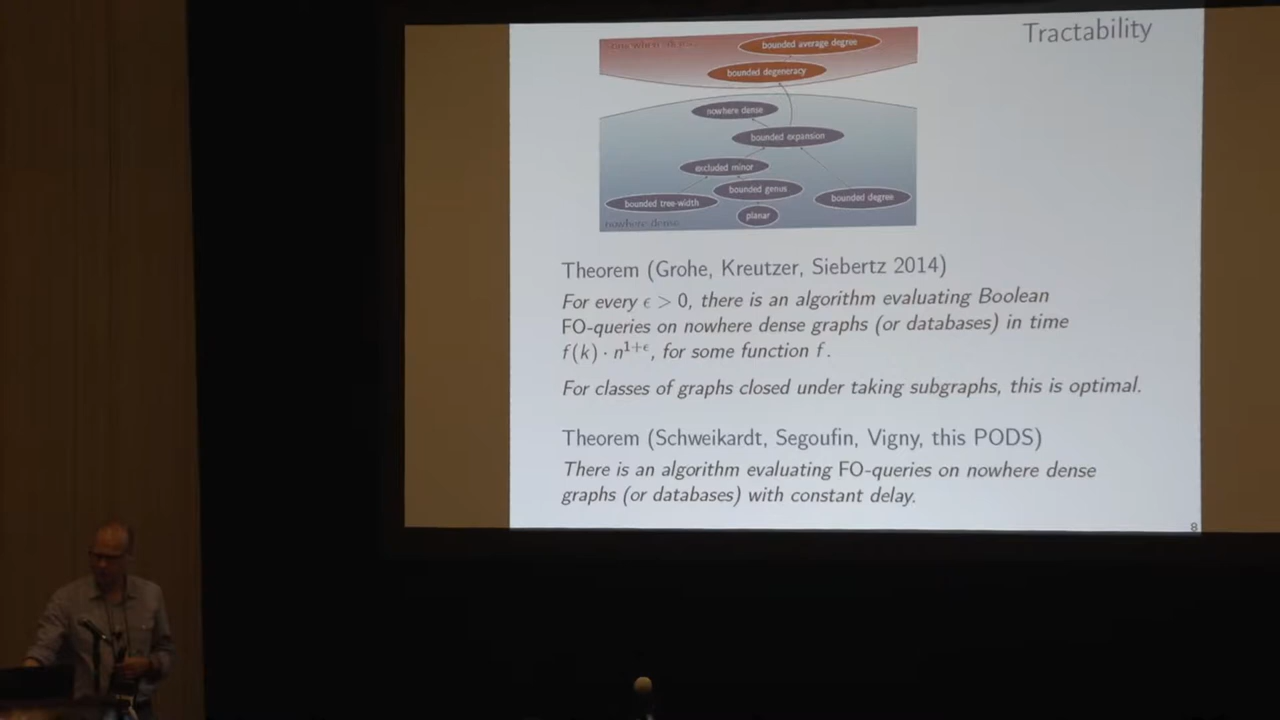 Tractability
somewhere dense
bounded average degree
bounded degeneracy
nowhere dense
bounded expansion
excluded minor
bounded genus
bounded tree-width
bounded degree
planar
nowhere dense
Theorem (Grohe, Kreutzer, Siebertz 2014)
For every ϵ > 0, there is an algorithm evaluating Boolean
FO-queries on nowhere dense graphs (or databases) in time
f(k) · n^{1+ϵ}, for some function f.
For classes of graphs closed under taking subgraphs, this is optimal.
Theorem (Schweikardt, Segoufin, Vigny, this PODS)
There is an algorithm evaluating FO-queries on nowhere dense
graphs (or databases) with constant delay.
8